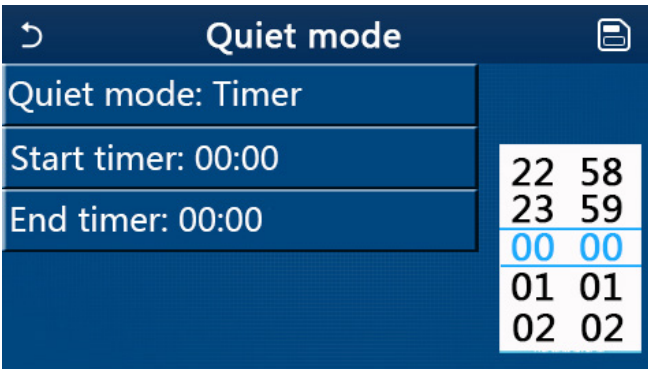 Quiet mode
Quiet mode: Timer
Start timer: 00:00
End timer: 00:00
22 58
23 59
00 00
01 01
02 02